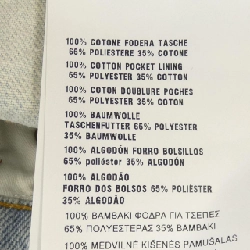 100% COTONE FODERA TASCHE
65% POLIESTERE 35% COTONE
100% COTTON POCKET LINING
65% POLYESTER 35% COTTON
100% COTON DOUBLURE POCHES
65% POLYESTER 35% COTON
100% BAUMWOLLE
TASCHENFUTTER 65% POLYESTER
35% BAUMWOLLE
100% ALGODÓN FORRO BOLSILLOS
65% poliéster 35% ALGODÓN
100% ALGODÃO
FORRO DOS BOLSOS 65% POLIÉSTER
35% ALGODÃO
100% ΒΑΜΒΑΚΙ ΦΟΔΡΑ ΓΙΑ ΤΣΕΠΕΣ
65% ΠΟΛΥΕΣΤΕΡΑΣ 35% ΒΑΜΒΑΚΙ
100% MEDVILNĖ KIŠENĖS PAMUŠALAS